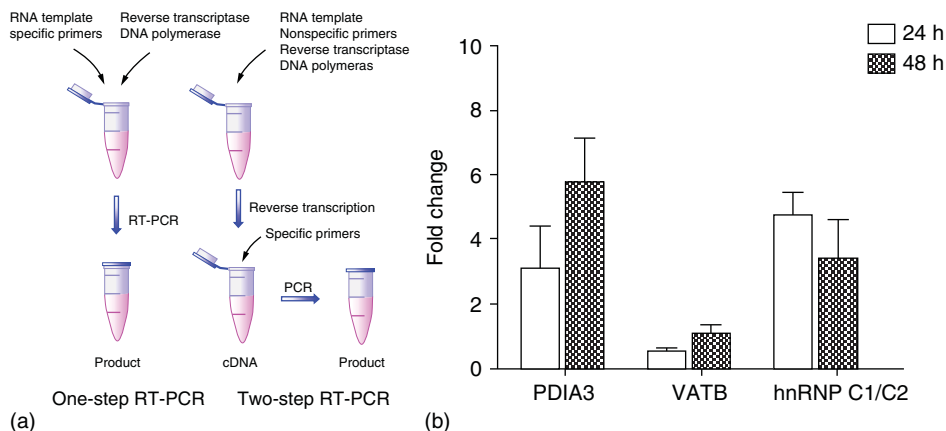 RNA template
specific primers
Reverse transcriptase
DNA polymerase
RNA template
Nonspecific primers
Reverse transcriptase
DNA polymeras
RT-PCR
Reverse transcription
Specific primers
PCR
Product
cDNA
Product
One-step RT-PCR
Two-step RT-PCR
(a)
24 h
48 h
10
8
6
4
2
0
Fold change
PDIA3
VATB
hnRNP C1/C2
(b)